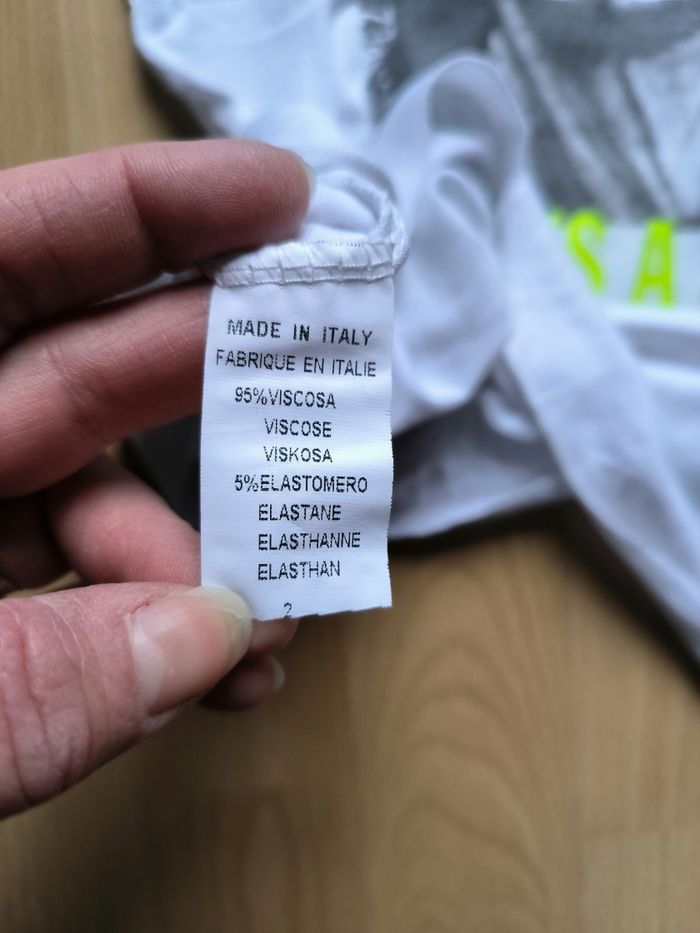 MADE IN ITALY
FABRIQUE EN ITALIE
95%VISCOSA
VISCOSE
VISKOSA
5%ELASTOMERO
ELASTANE
ELASTHANNE
ELASTHAN
2
'S A